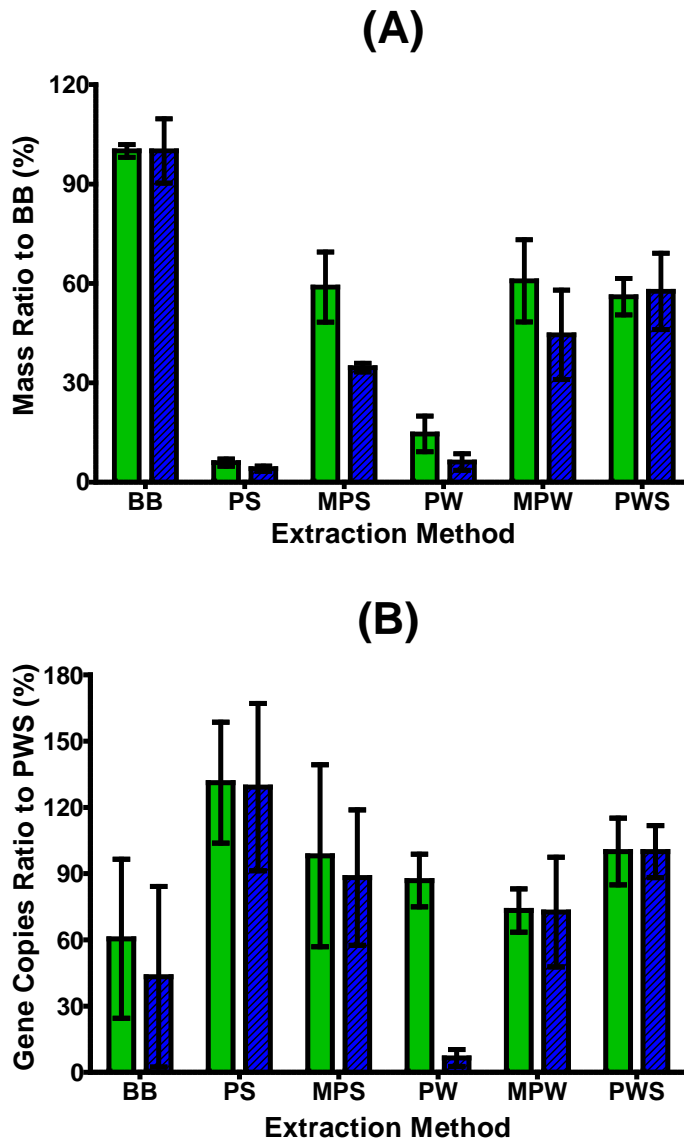 (A)
Mass Ratio to BB (%)
120
90
60
30
0
BB PS MPS PW MPW PWS
Extraction Method
(B)
Gene Copies Ratio to PWS (%)
180
150
120
90
60
30
0
BB PS MPS PW MPW PWS
Extraction Method